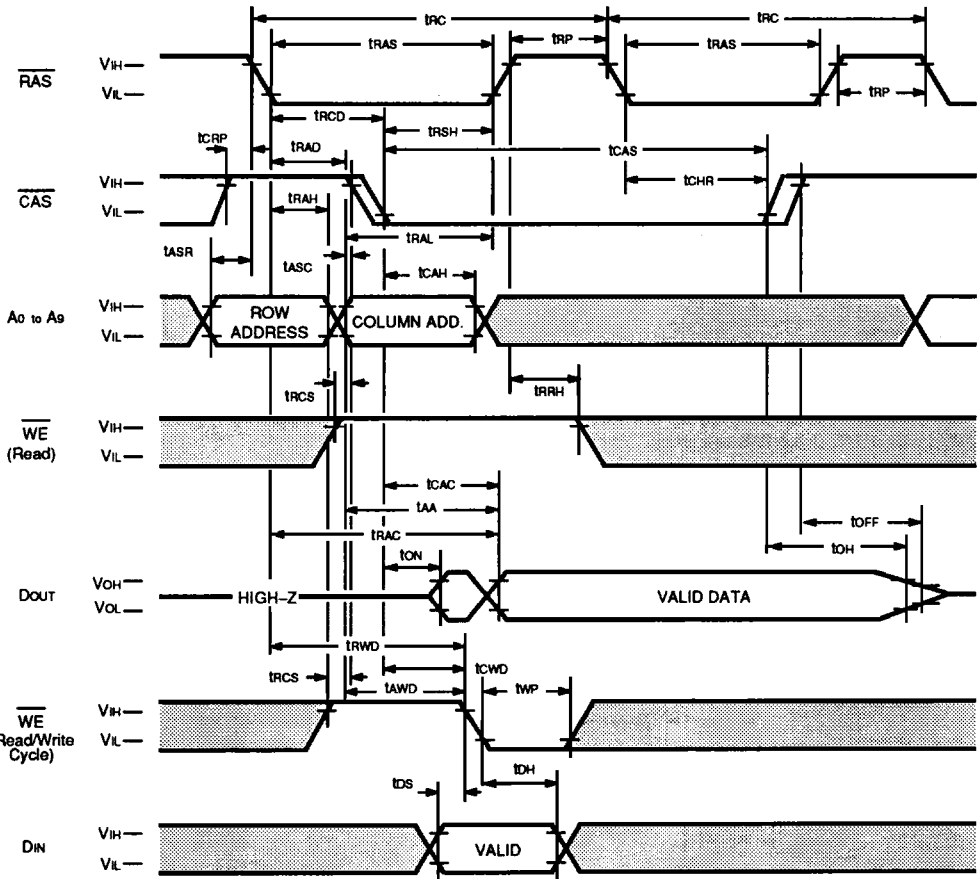 tRC tRC
tRAS tRP tRAS
RAS VIH
VIL
tRP
tRCD tRSH
tCRP tRAD tCAS
CAS VIH
VIL
tCHR
tRAH
tRAL
tASR tASC tCAH
A0 to A9 VIH
VIL
ROW
ADDRESS
COLUMN ADD.
tRCS tRRH
WE
(Read)
VIH
VIL
tCAC
tAA
tRAC
tOFF
tON tOH
DOUT VOH
VOL
HIGH–Z VALID DATA
tRWD
tRCS tCWD
tAWD tWP
WE
(Read/Write
Cycle)
VIH
VIL
tDS tDH
DIN VIH
VIL
VALID